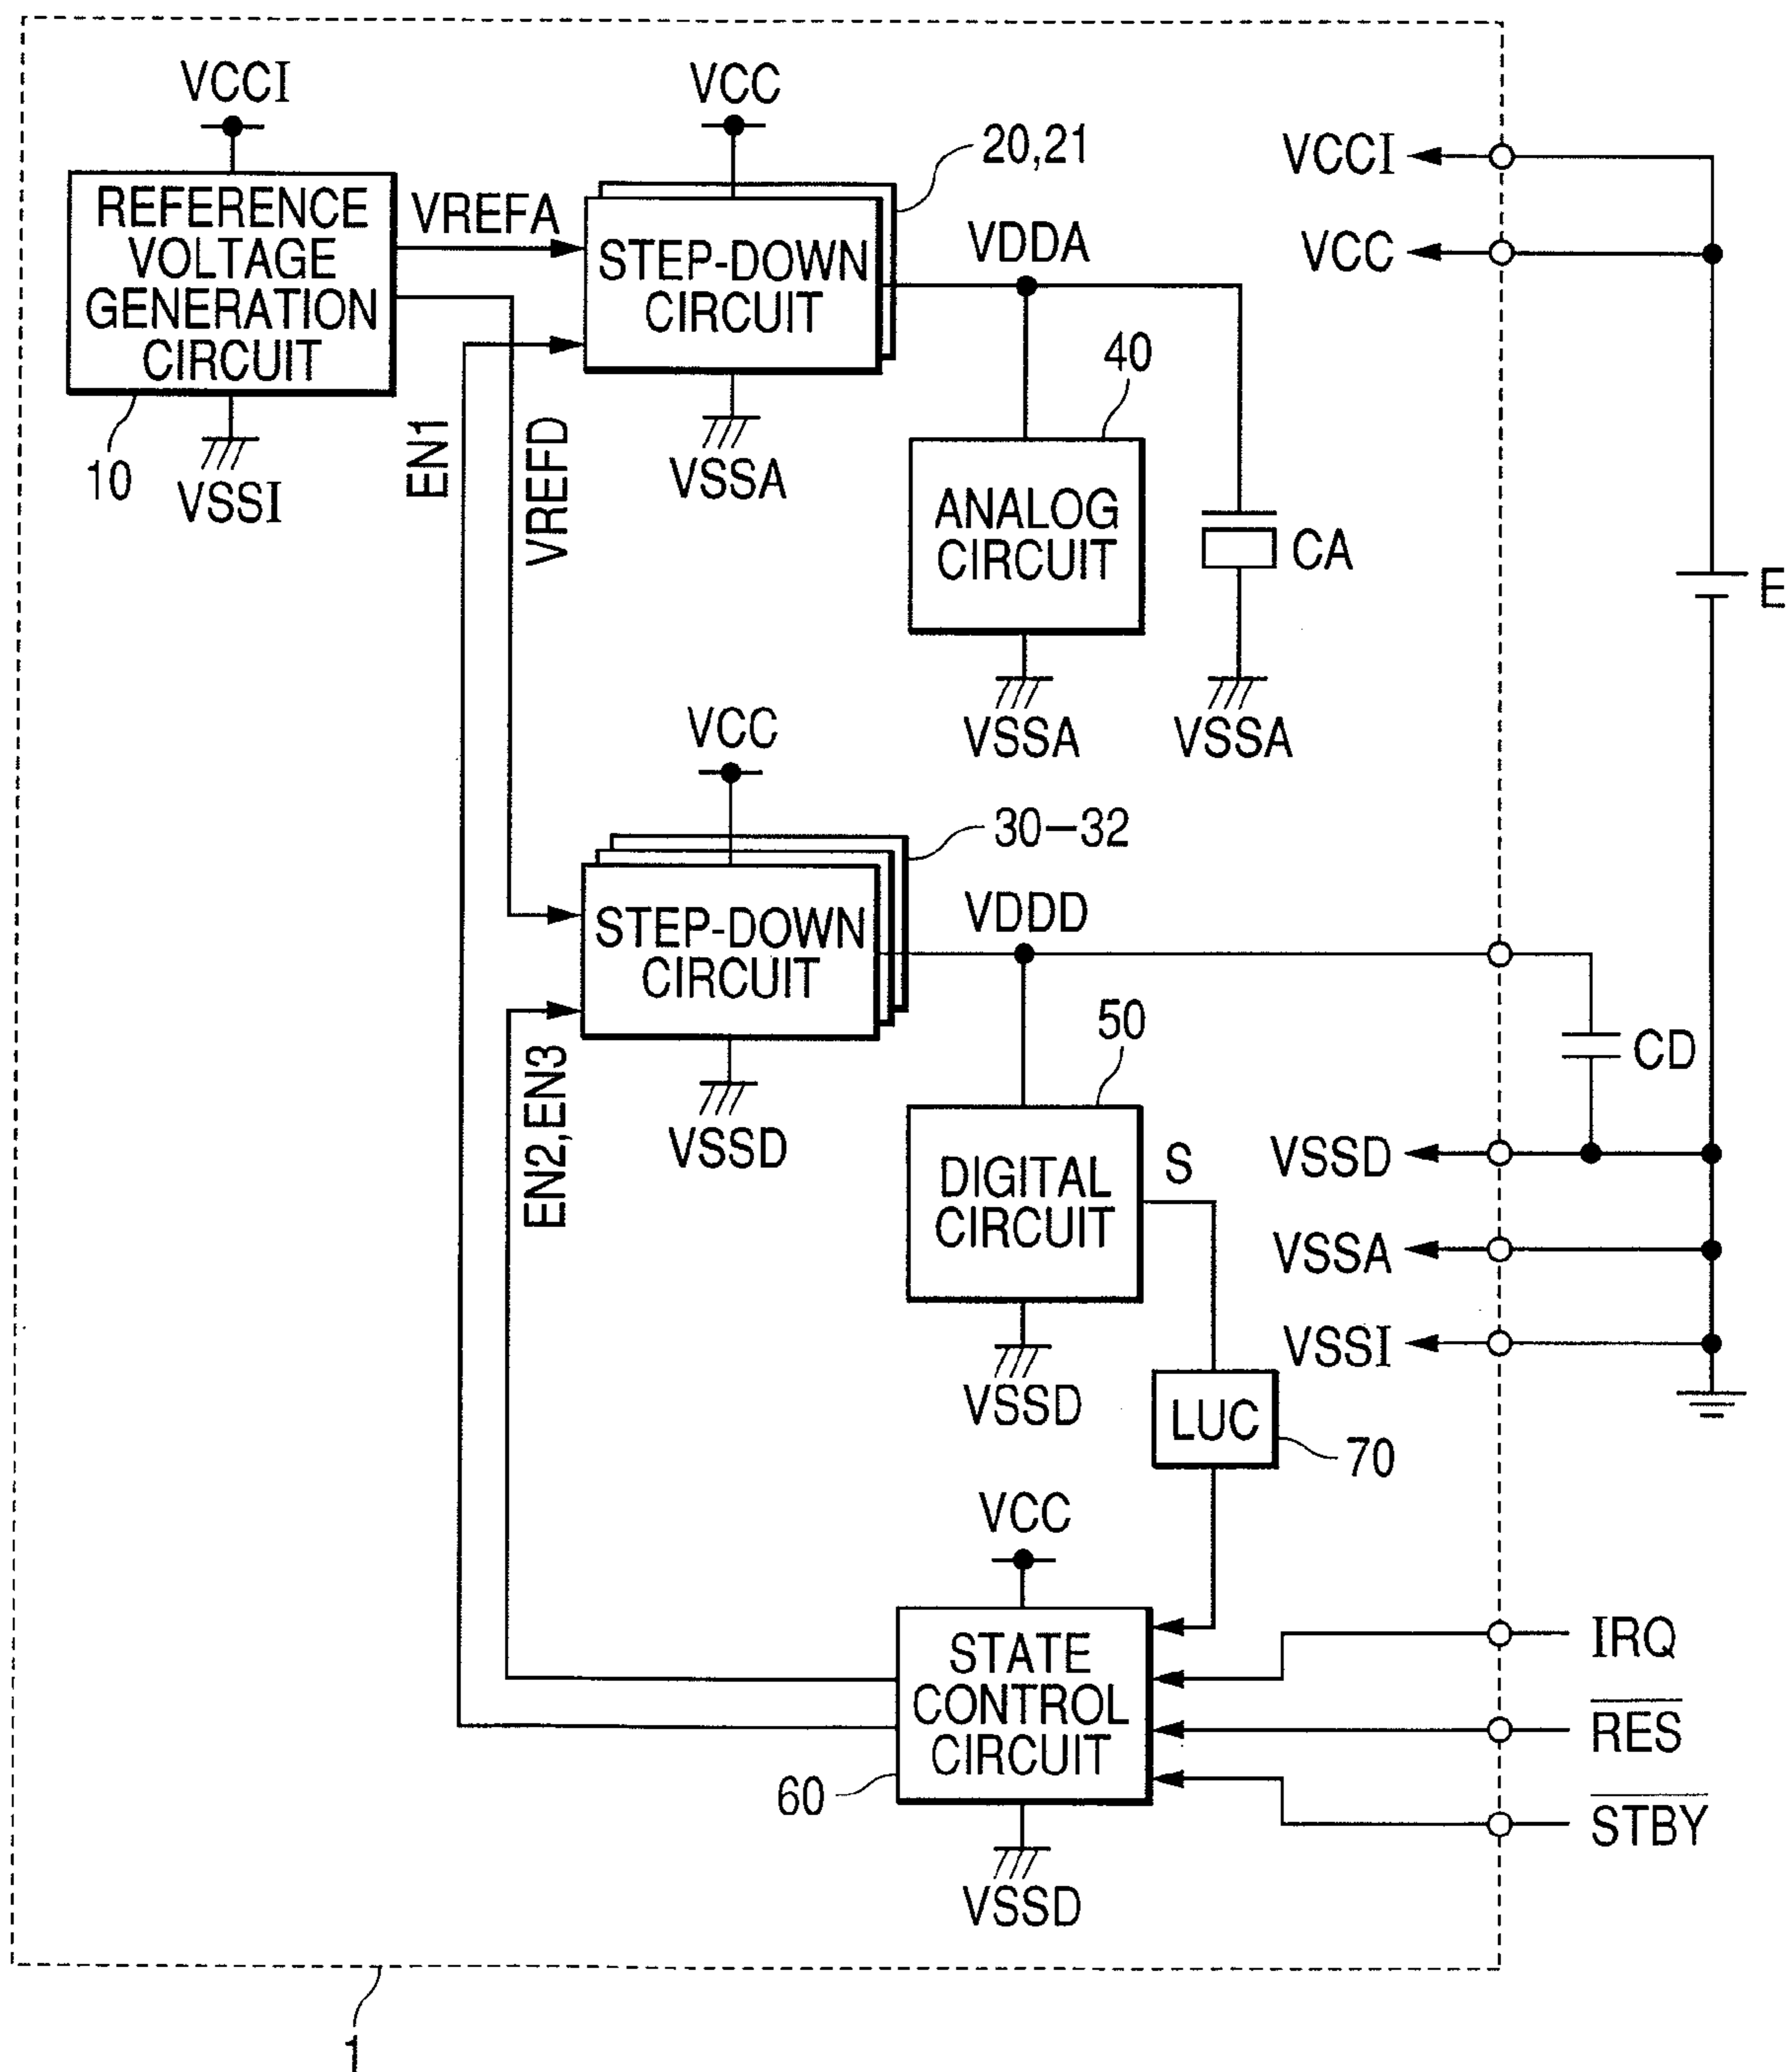 VCCI
VCC
20,21
VCCI
REFERENCE
VOLTAGE
GENERATION
CIRCUIT
VREFA
STEP-DOWN
CIRCUIT
VDDA
VCC
10
VSSI
EN1
VREFD
VSSA
40
ANALOG
CIRCUIT
CA
E
VSSA
VSSA
VCC
30-32
STEP-DOWN
CIRCUIT
VDDD
EN2,EN3
VSSD
50
CD
DIGITAL
CIRCUIT
S
VSSD
VSSA
VSSI
VSSD
LUC
70
VCC
STATE
CONTROL
CIRCUIT
60
IRQ
R̅E̅S̅
S̅T̅B̅Y̅
VSSD
1